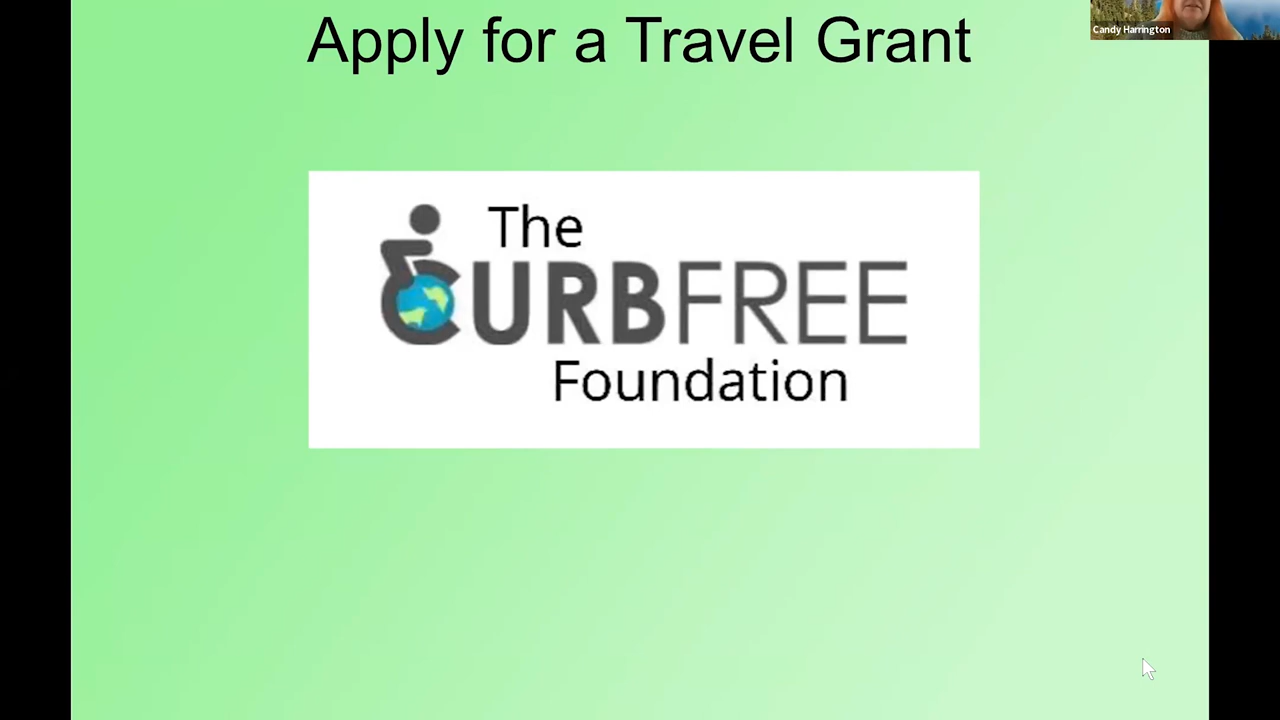 Apply for a Travel Grant
Candy Harrington
The
CURBFREE
Foundation